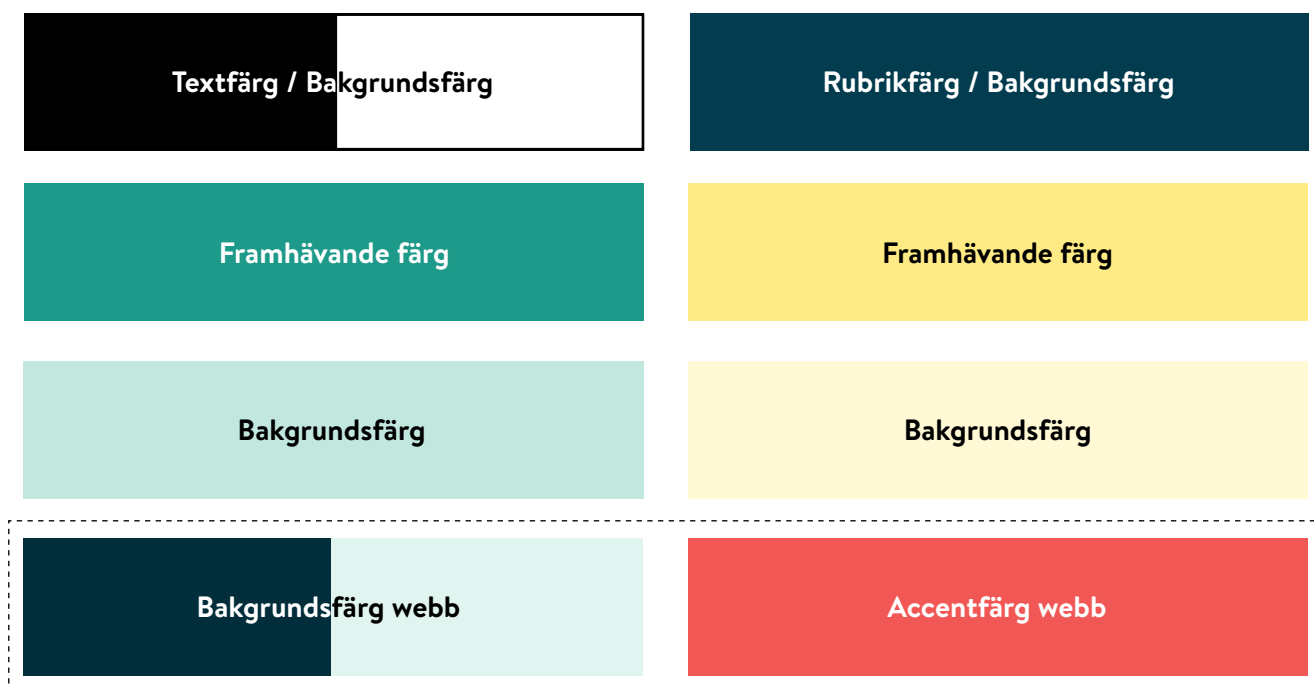 Textfärg / Bakgrundsfärg
Rubrikfärg / Bakgrundsfärg
Framhävande färg
Framhävande färg
Bakgrundsfärg
Bakgrundsfärg
Bakgrundsfärg webb
Accentfärg webb